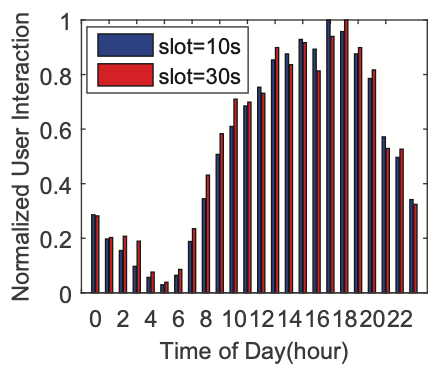 slot=10s
slot=30s
1
0.8
0.6
0.4
0.2
0
Normalized User Interaction
0 2 4 6 8 10 12 14 16 18 20 22
Time of Day(hour)